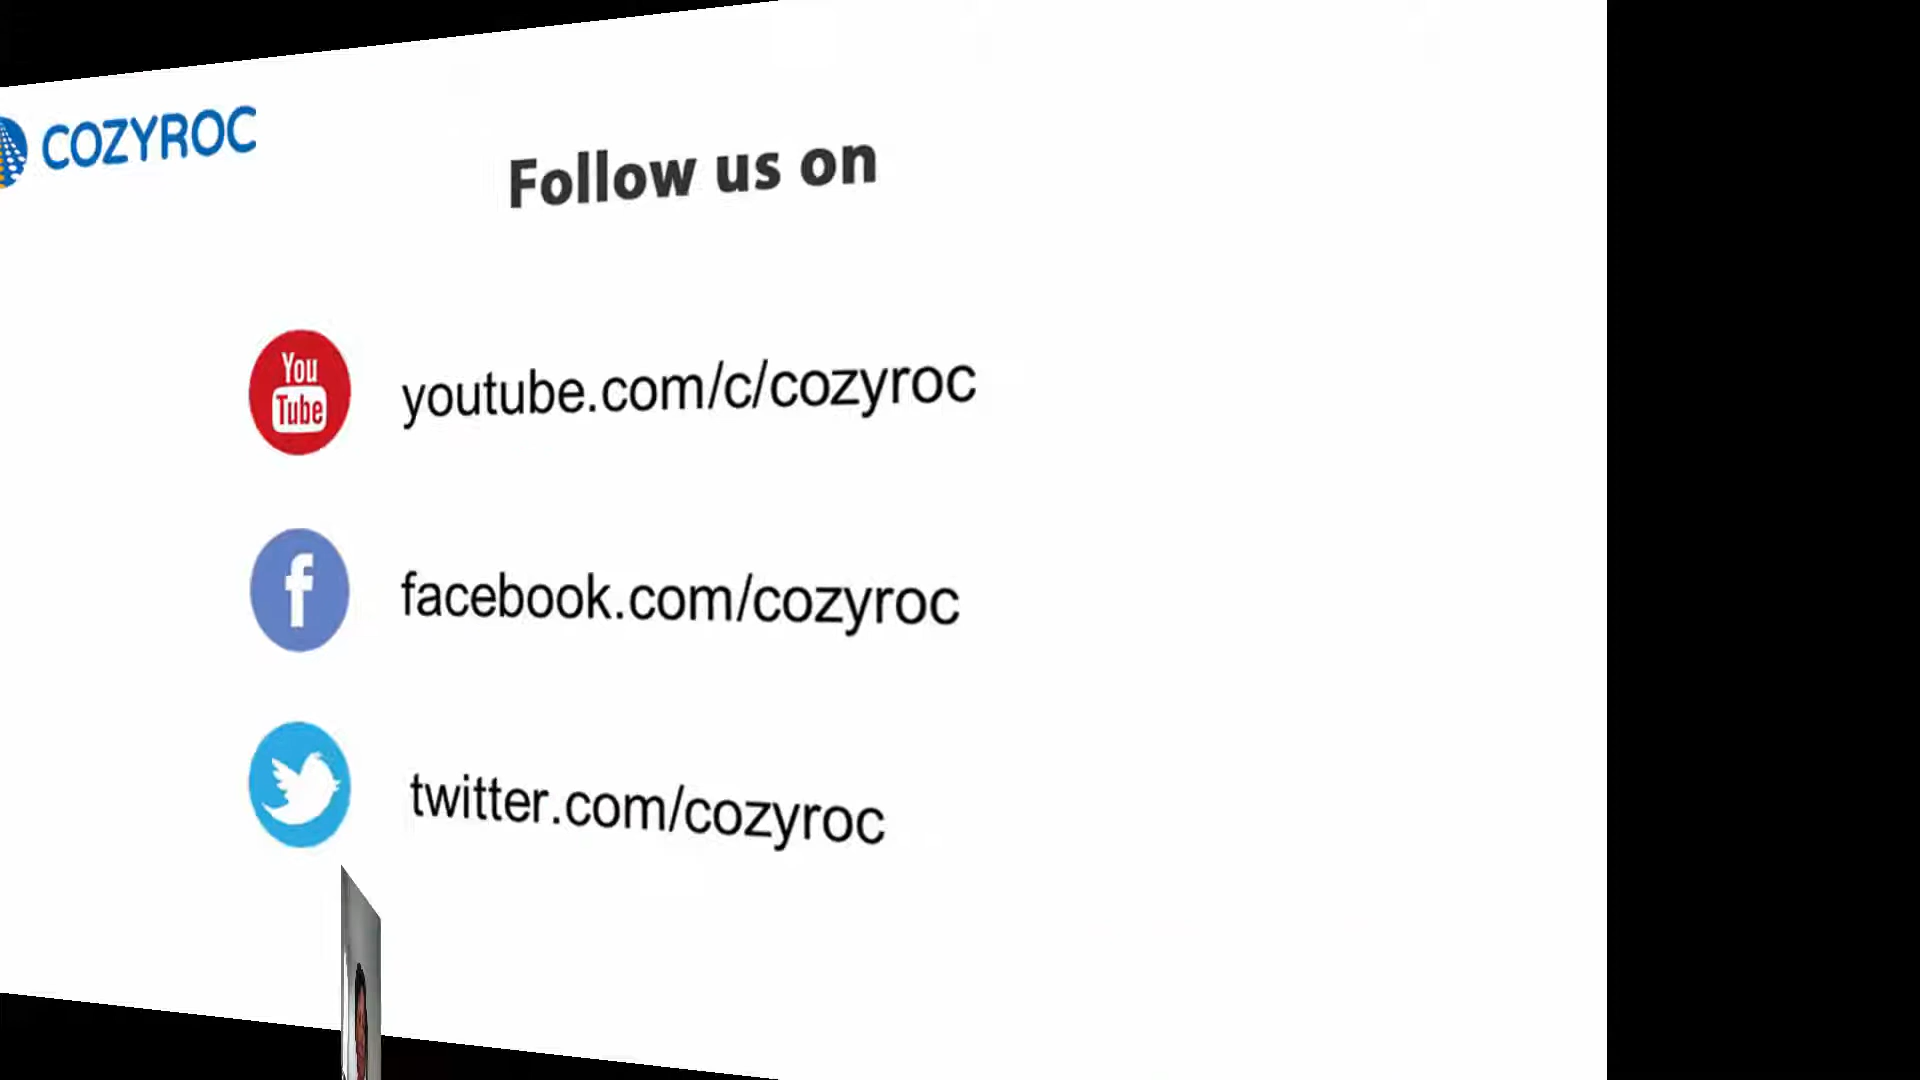 COZYROC
Follow us on
You
Tube
youtube.com/c/cozyroc
f
facebook.com/cozyroc
twitter.com/cozyroc